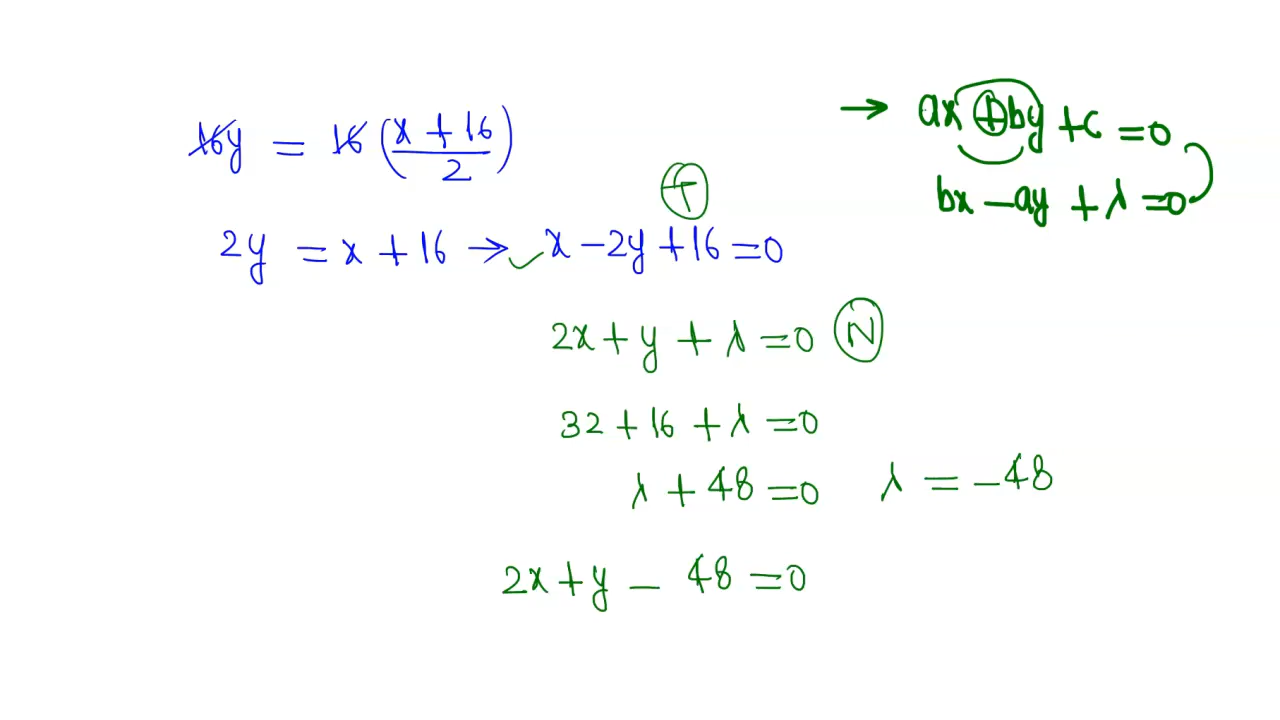 → ax + by + c = 0
bx – ay + λ = 0
16y = 16 (x + 16 / 2)
T
2y = x + 16 → ✓ x – 2y + 16 = 0
2x + y + λ = 0 N
32 + 16 + λ = 0
λ + 48 = 0 λ = –48
2x + y – 48 = 0